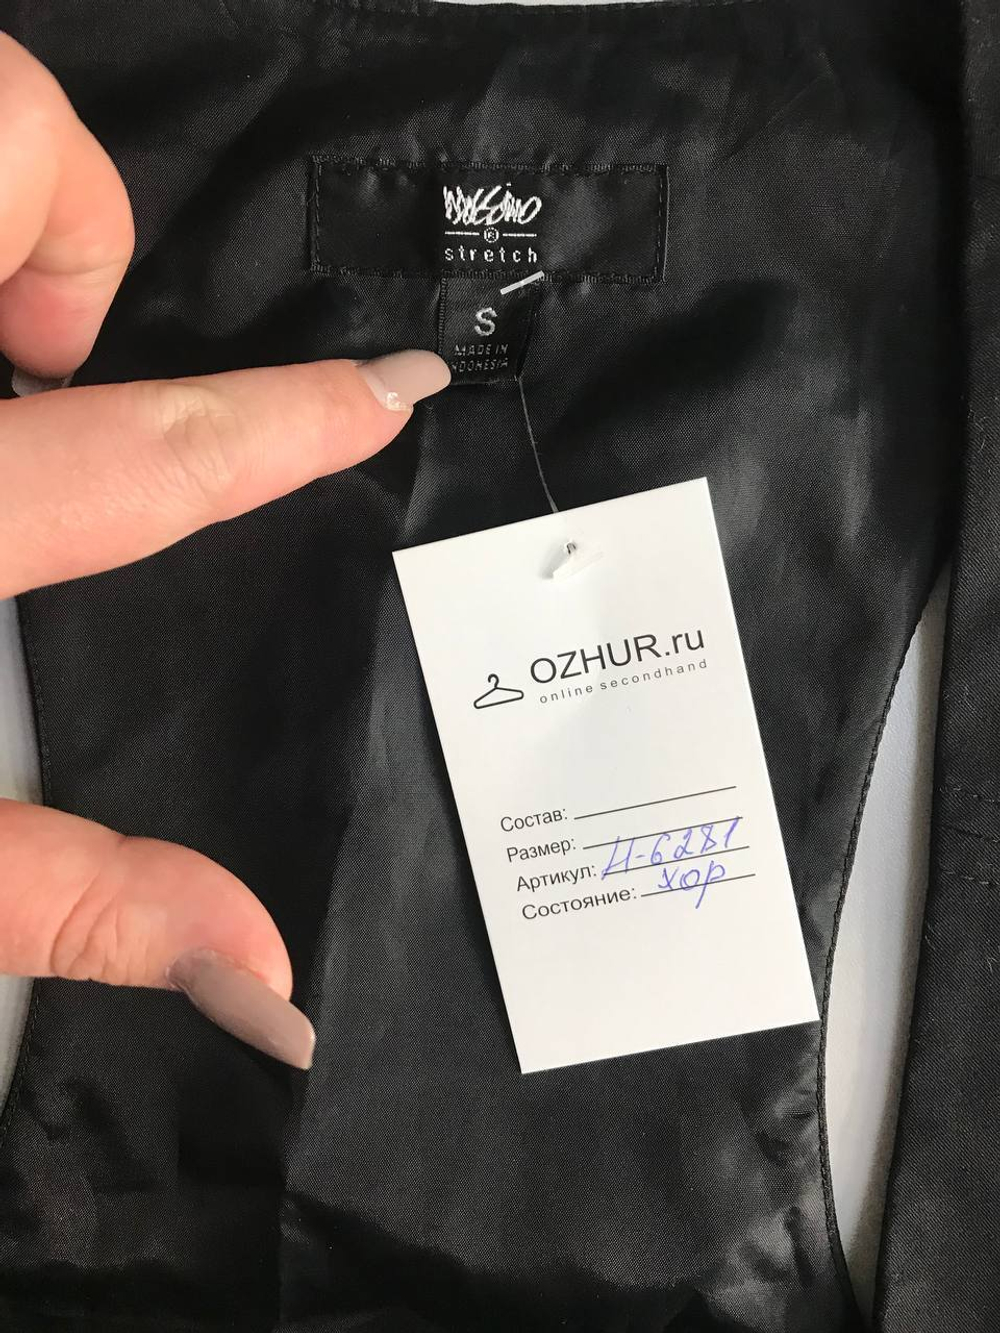 mossimo
®
stretch
S
MADE IN
INDONESIA
OZHUR.ru
online secondhand
Состав:
Размер:
Артикул: Н-6281
Состояние: хор